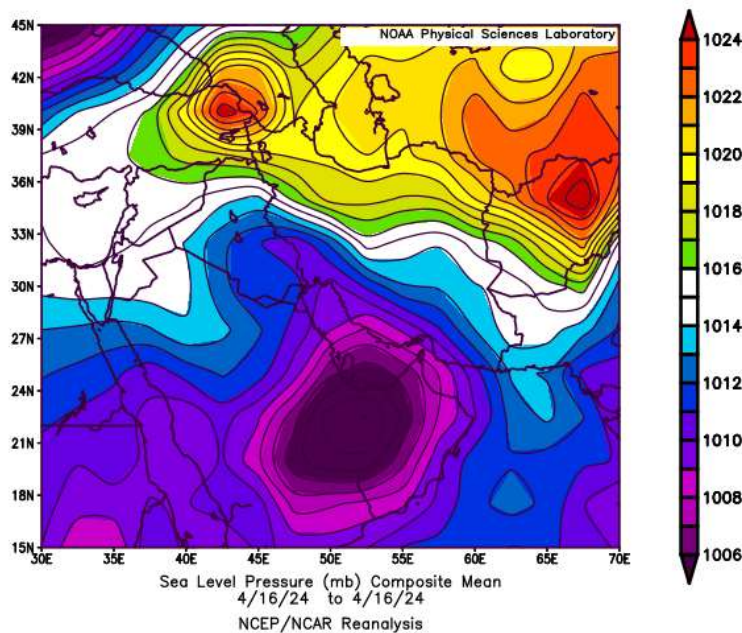 NOAA Physical Sciences Laboratory
45N
42N
39N
36N
33N
30N
27N
24N
21N
18N
15N
30E 35E 40E 45E 50E 55E 60E 65E 70E
1024
1022
1020
1018
1016
1014
1012
1010
1008
1006
Sea Level Pressure (mb) Composite Mean
4/16/24 to 4/16/24
NCEP/NCAR Reanalysis